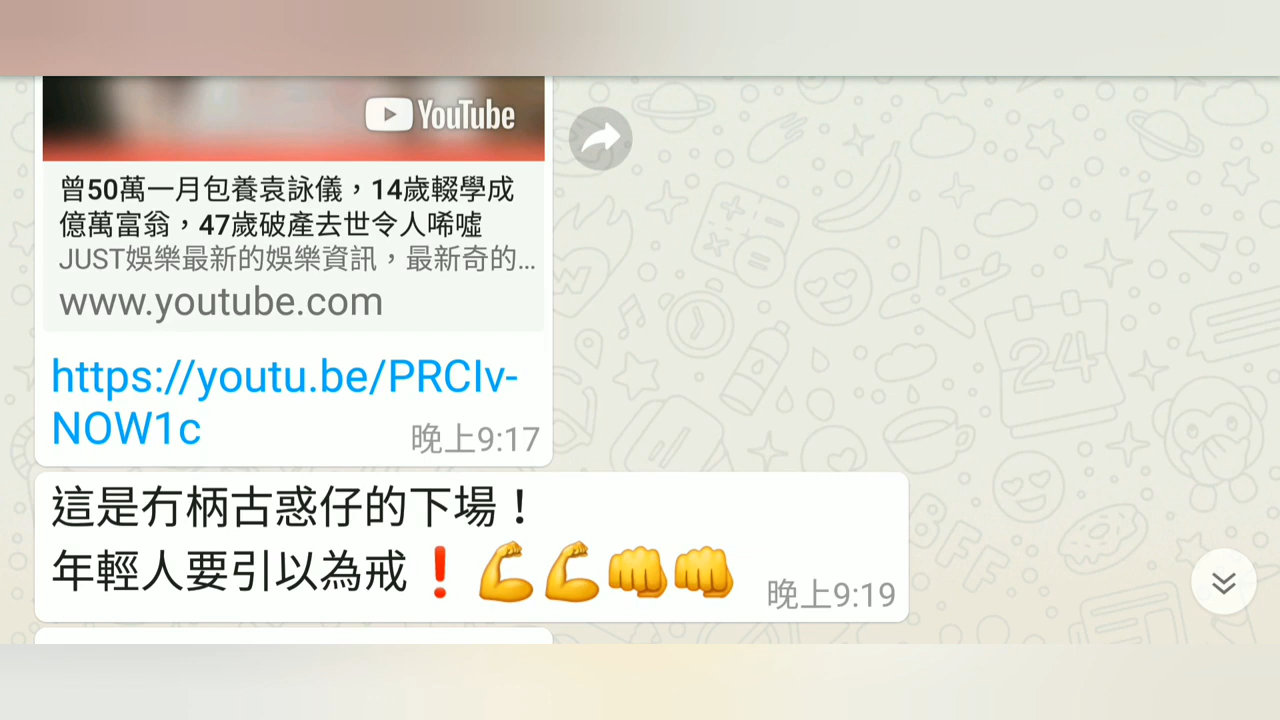 YouTube
曾50萬一月包養袁詠儀，14歲輟學成
億萬富翁，47歲破產去世令人唏噓
JUST娛樂最新的娛樂資訊，最新奇的...
www.youtube.com
https://youtu.be/PRCIv-
NOW1c
晚上9:17
這是冇柄古惑仔的下場！
年輕人要引以為戒❗💪💪👊👊
晚上9:19